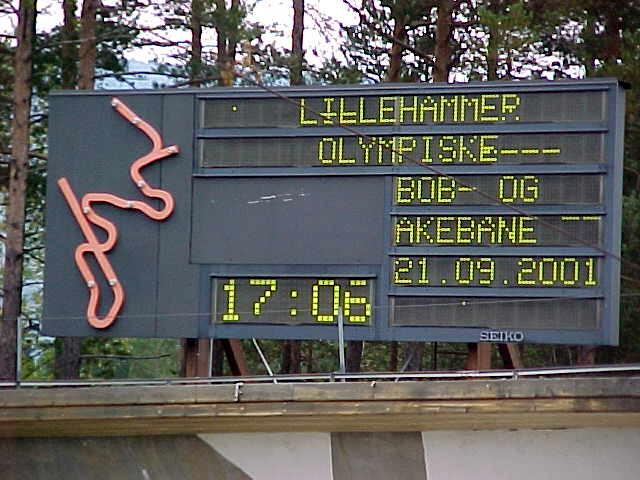 LILLEHAMMER
OLYMPISKE---
BOB- OG
AKEBANE
21.09.2001
17:06
SEIKO